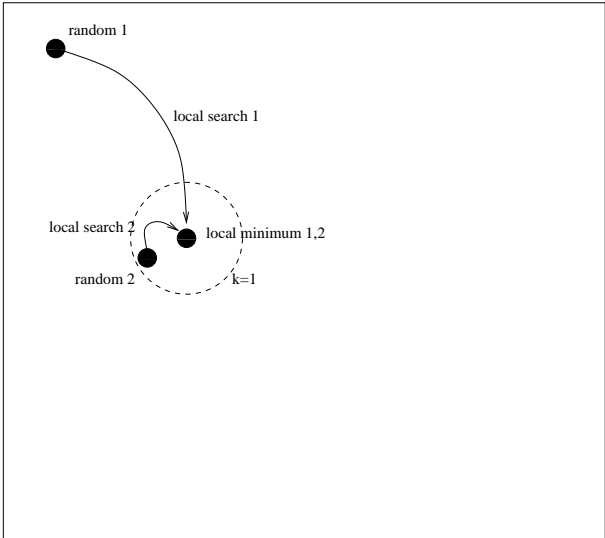 random 1
local search 1
local search 2
local minimum 1,2
random 2
k=1